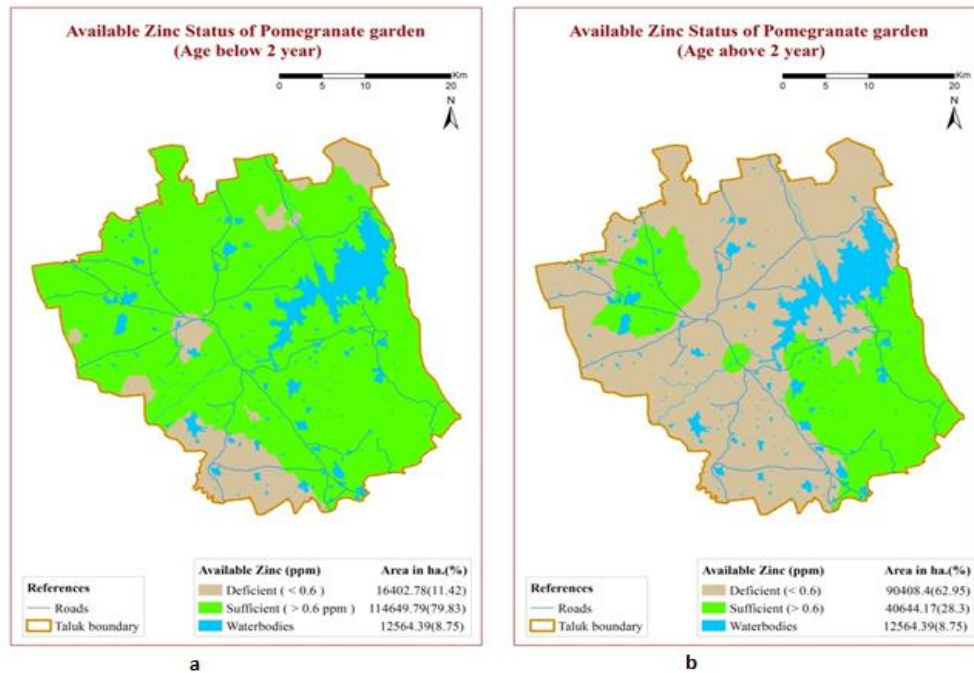 Available Zinc Status of Pomegranate garden
(Age below 2 year)
Km
0 5 10 20
N
References
Roads
Taluk boundary
Available Zinc (ppm) Area in ha.(%)
Deficient ( < 0.6 ) 16402.78(11.42)
Sufficient ( > 0.6 ppm ) 114649.79(79.83)
Waterbodies 12564.39(8.75)
a
Available Zinc Status of Pomegranate garden
(Age above 2 year)
Km
0 5 10 20
N
References
Roads
Taluk boundary
Available Zinc (ppm) Area in ha.(%)
Deficient (< 0.6) 90408.4(62.95)
Sufficient (> 0.6) 40644.17(28.3)
Waterbodies 12564.39(8.75)
b